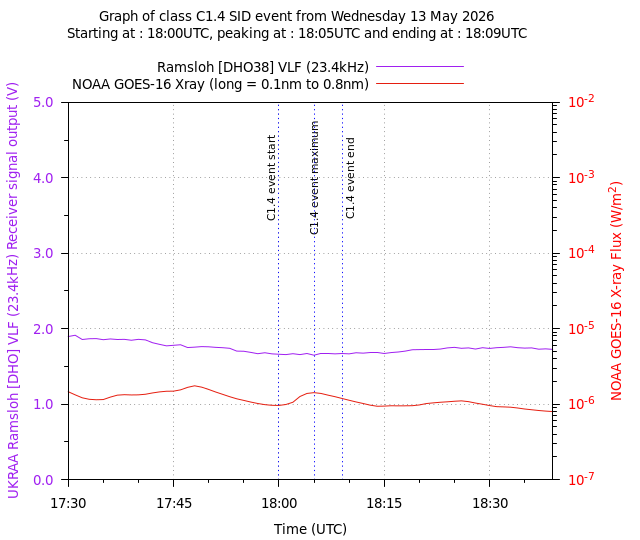 Graph of class C1.4 SID event from Wednesday 13 May 2026
Starting at : 18:00UTC, peaking at : 18:05UTC and ending at : 18:09UTC
Ramsloh [DHO38] VLF (23.4kHz)
NOAA GOES-16 Xray (long = 0.1nm to 0.8nm)
UKRAA Ramsloh [DHO] VLF (23.4kHz) Receiver signal output (V)
5.0
4.0
3.0
2.0
1.0
0.0
C1.4 event start
C1.4 event maximum
C1.4 event end
10-2
10-3
10-4
10-5
10-6
10-7
NOAA GOES-16 X-ray Flux (W/m2)
17:30 17:45 18:00 18:15 18:30
Time (UTC)